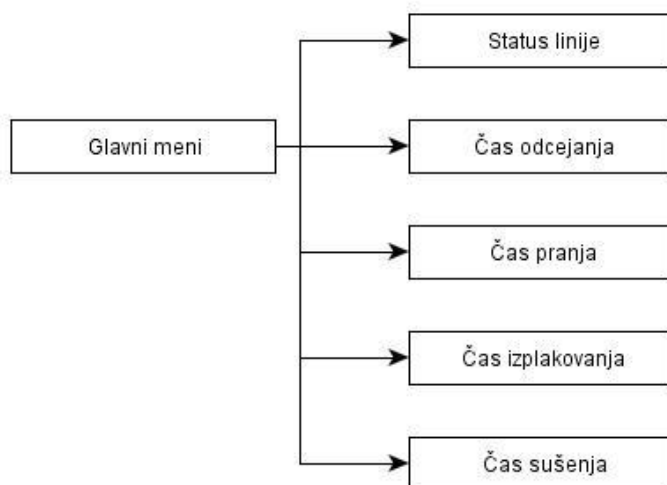 Status linije
Glavni meni
Čas odcejanja
Čas pranja
Čas izplakovanja
Čas sušenja